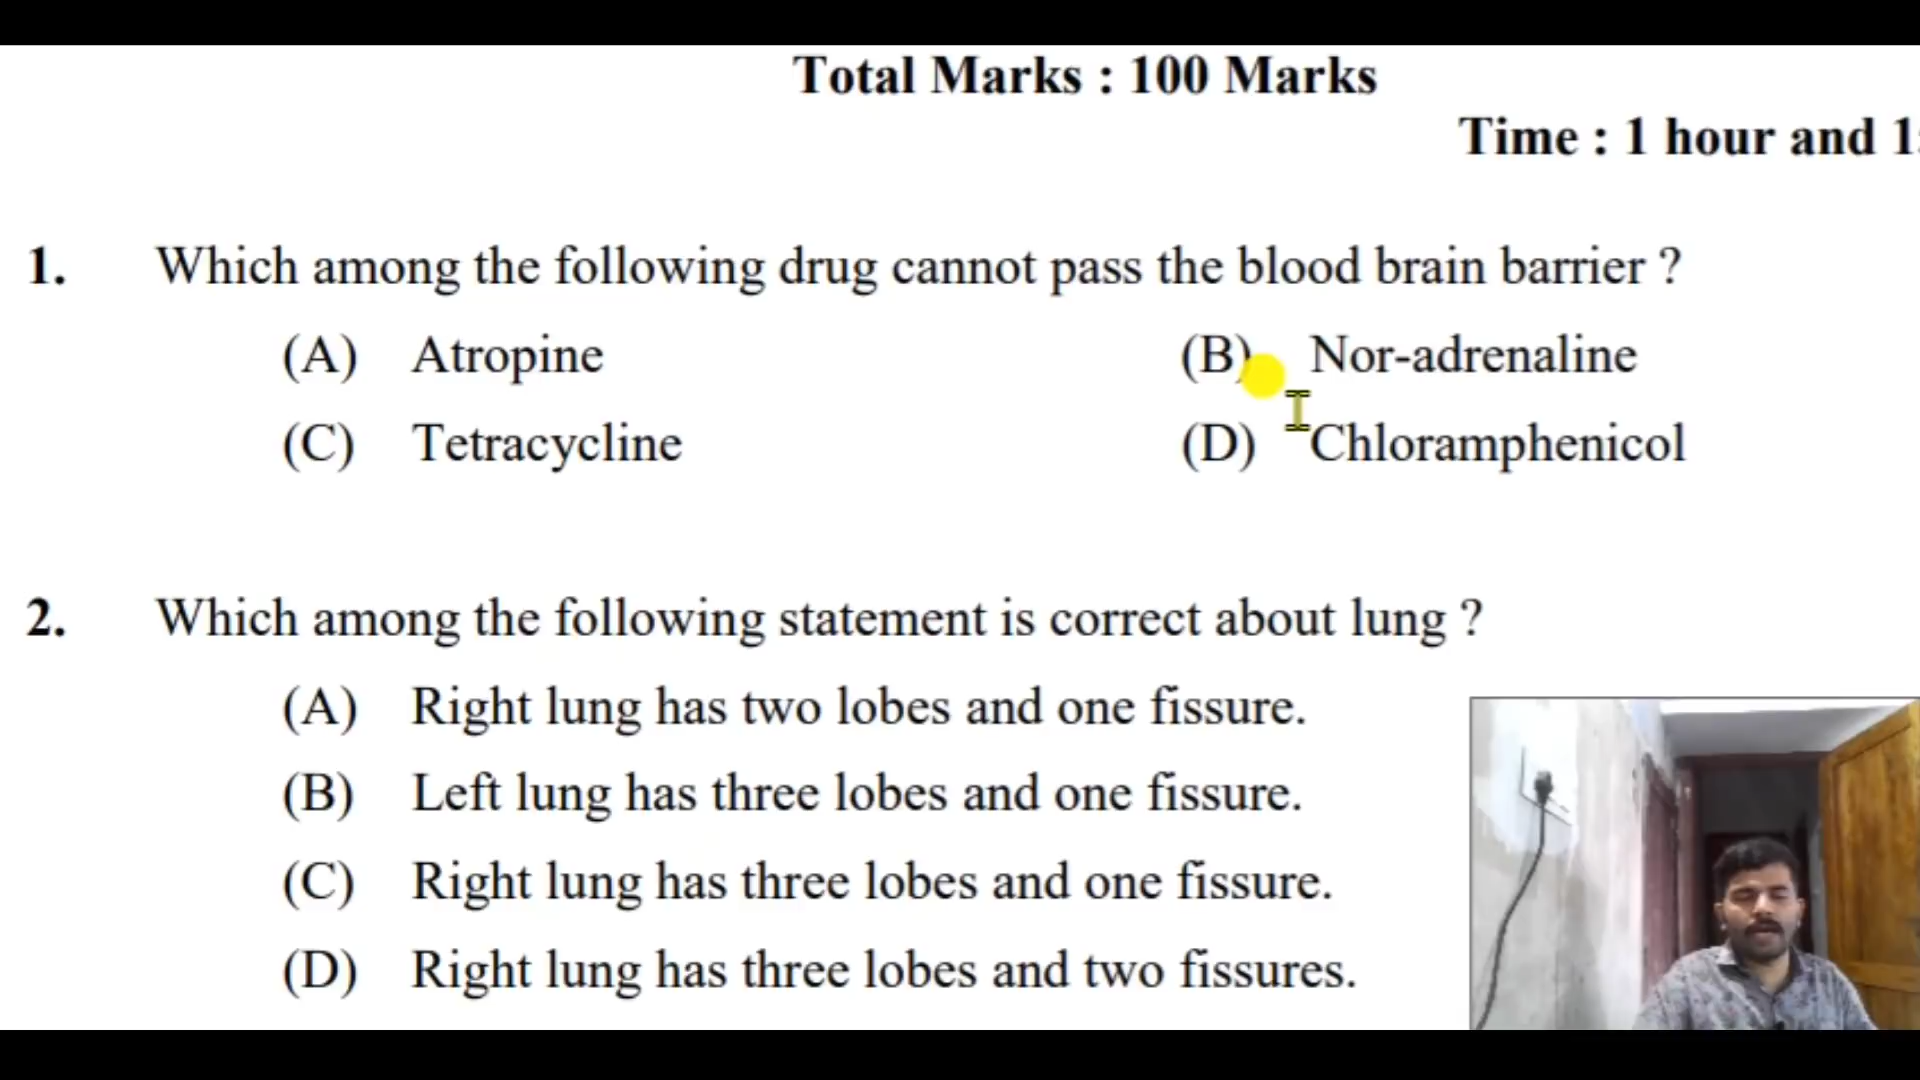 Total Marks : 100 Marks
Time : 1 hour and 1
1. Which among the following drug cannot pass the blood brain barrier ?
(A) Atropine (B) Nor-adrenaline
(C) Tetracycline (D) Chloramphenicol
2. Which among the following statement is correct about lung ?
(A) Right lung has two lobes and one fissure.
(B) Left lung has three lobes and one fissure.
(C) Right lung has three lobes and one fissure.
(D) Right lung has three lobes and two fissures.